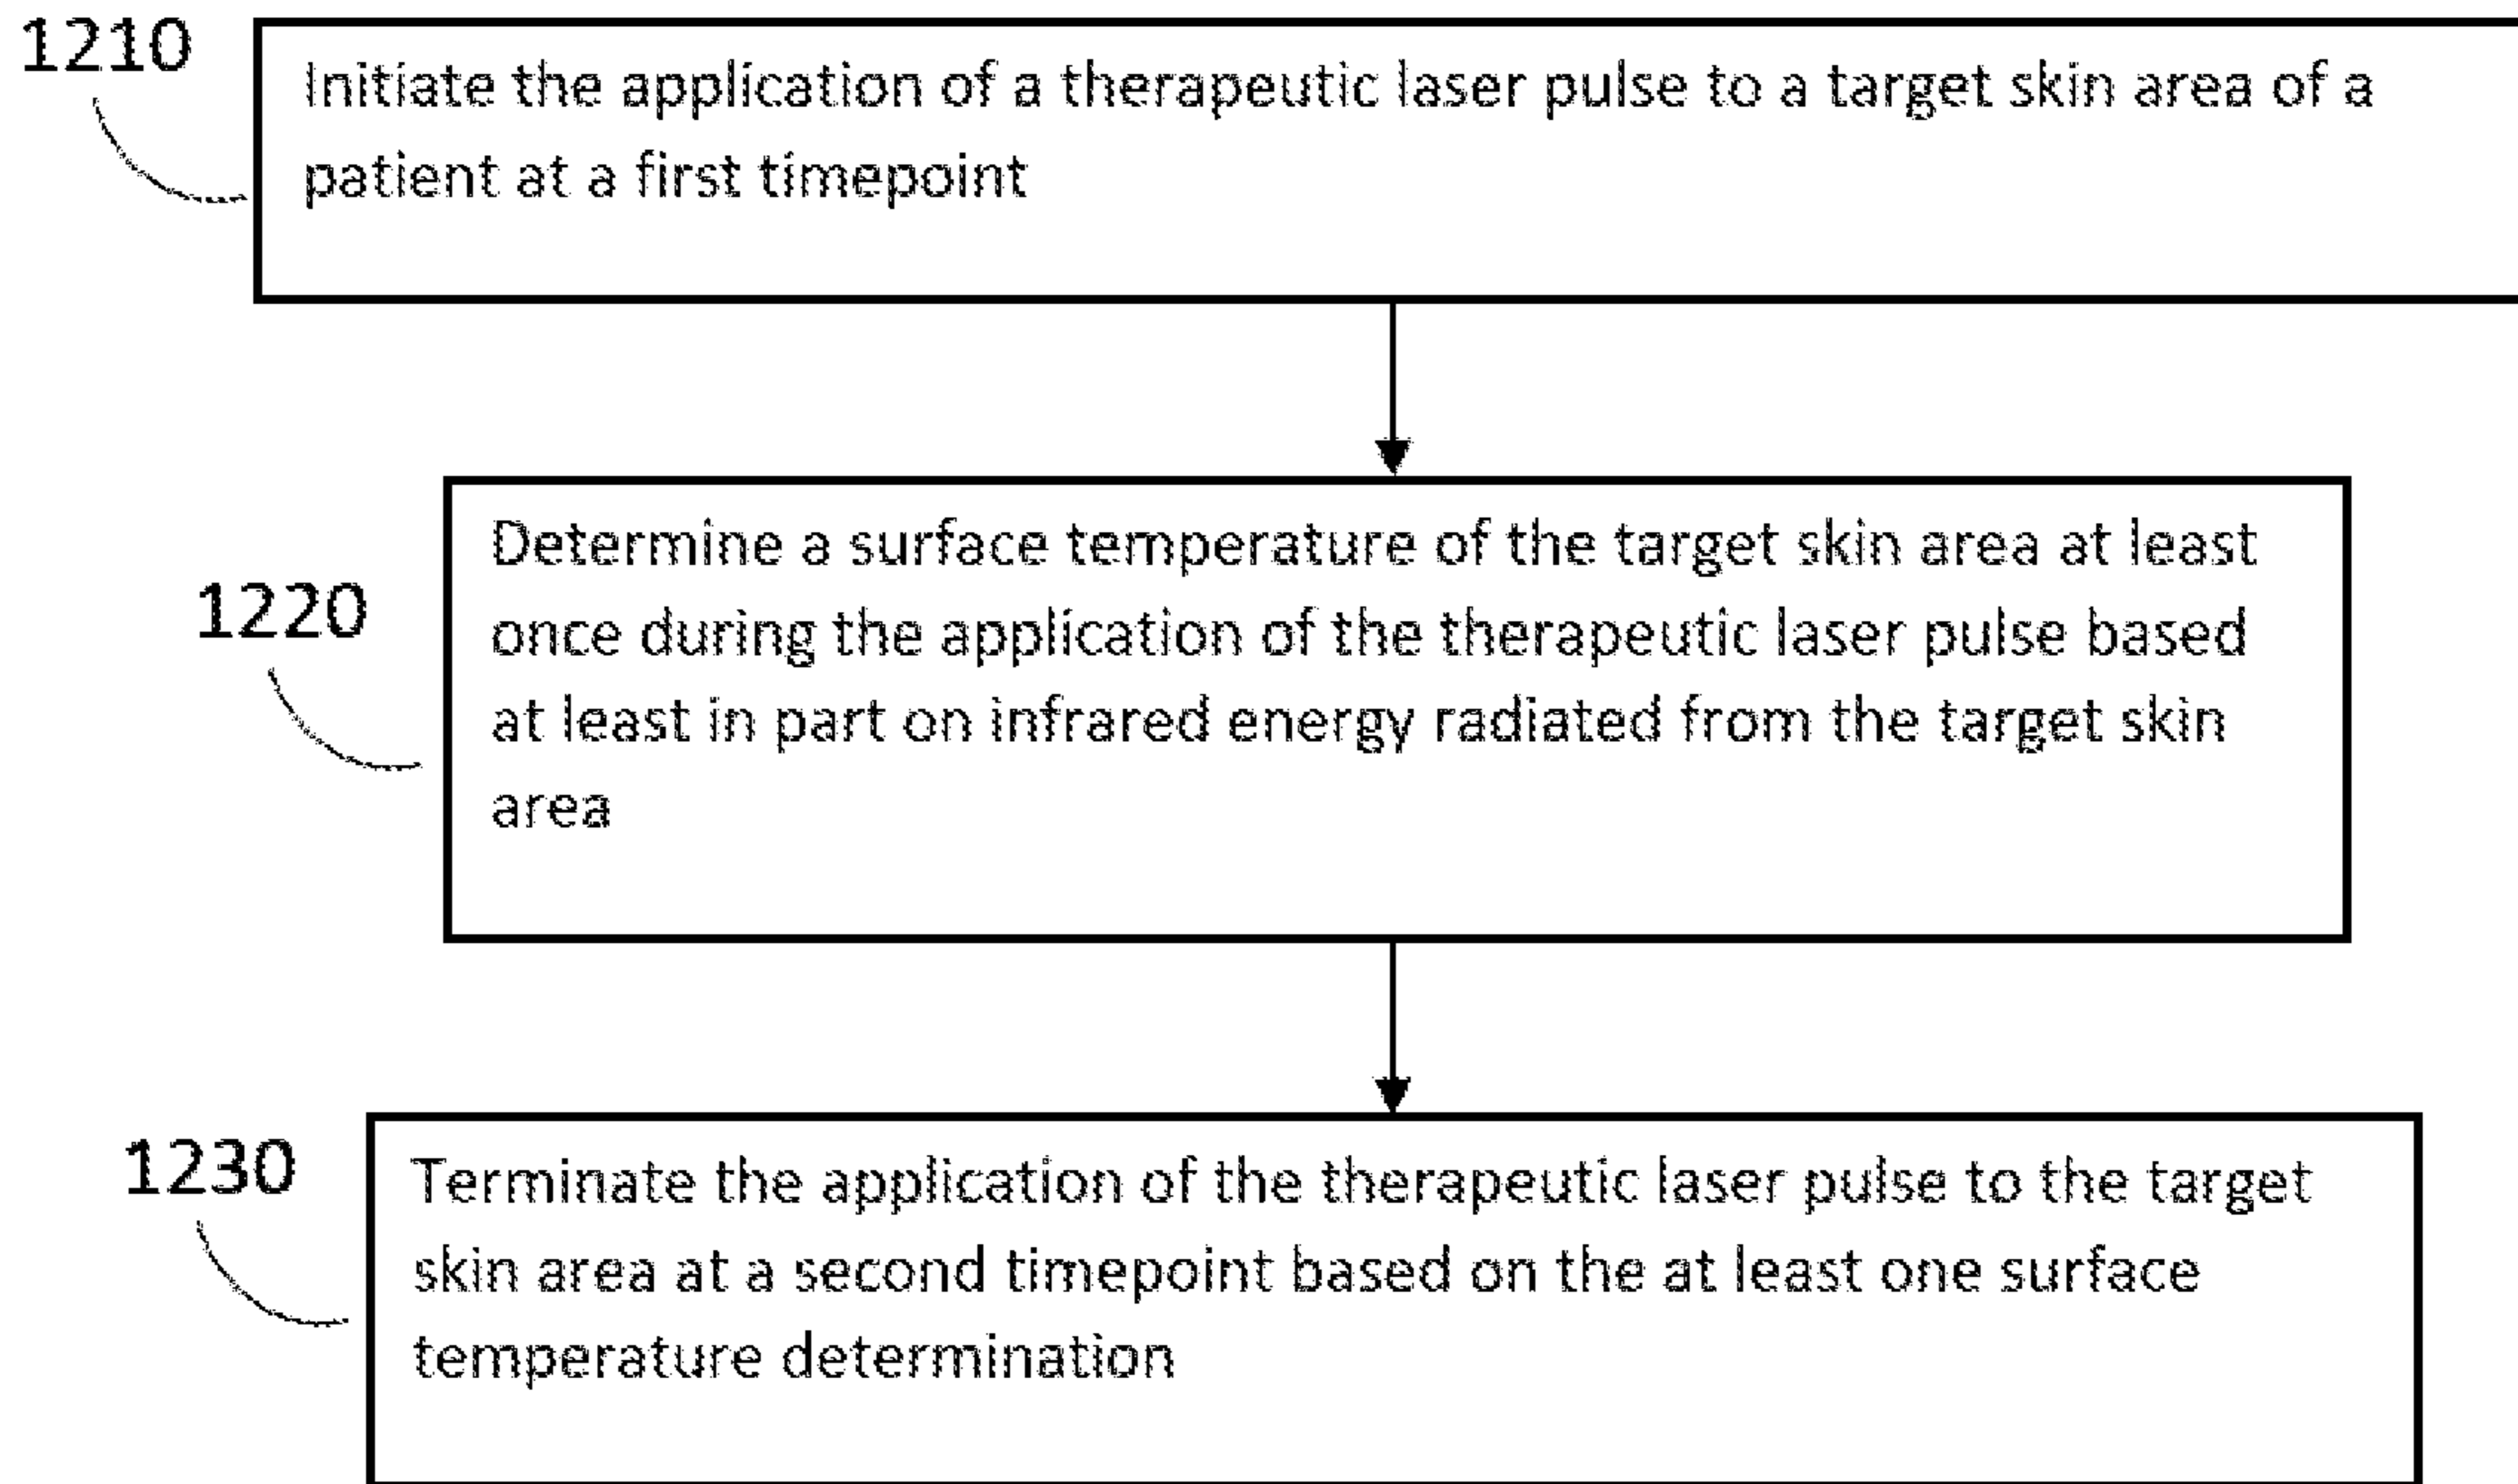 1210
Initiate the application of a therapeutic laser pulse to a target skin area of a
patient at a first timepoint
1220
Determine a surface temperature of the target skin area at least
once during the application of the therapeutic laser pulse based
at least in part on infrared energy radiated from the target skin
area
1230
Terminate the application of the therapeutic laser pulse to the target
skin area at a second timepoint based on the at least one surface
temperature determination